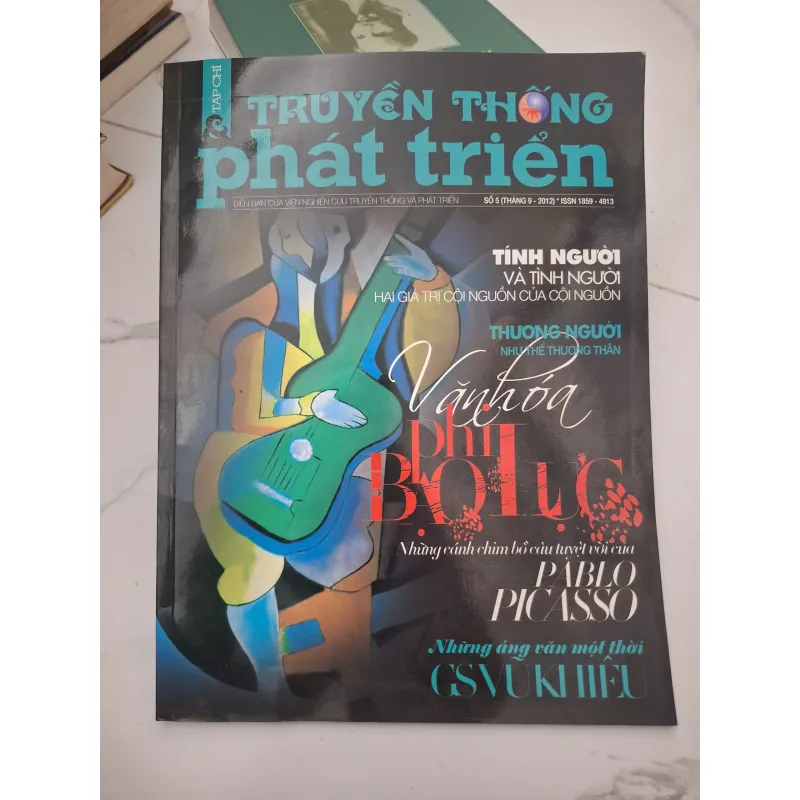 TẠP CHÍ
TRUYỀN THỐNG
phát triển
DIỄN ĐÀN CỦA VIỆN NGHIÊN CỨU TRUYỀN THỐNG VÀ PHÁT TRIỂN
SỐ 5 (THÁNG 9 - 2012) * ISSN 1859 - 4913
TÍNH NGƯỜI
VÀ TÌNH NGƯỜI
HAI GIÁ TRỊ CỘI NGUỒN CỦA CỘI NGUỒN
THƯƠNG NGƯỜI
NHƯ THỂ THƯƠNG THÂN
Văn hóa
phi
BẠO LỰC
Những cánh chim bồ câu tuyệt vời của
PABLO
PICASSO
Những áng văn một thời
GS VŨ KHIÊU